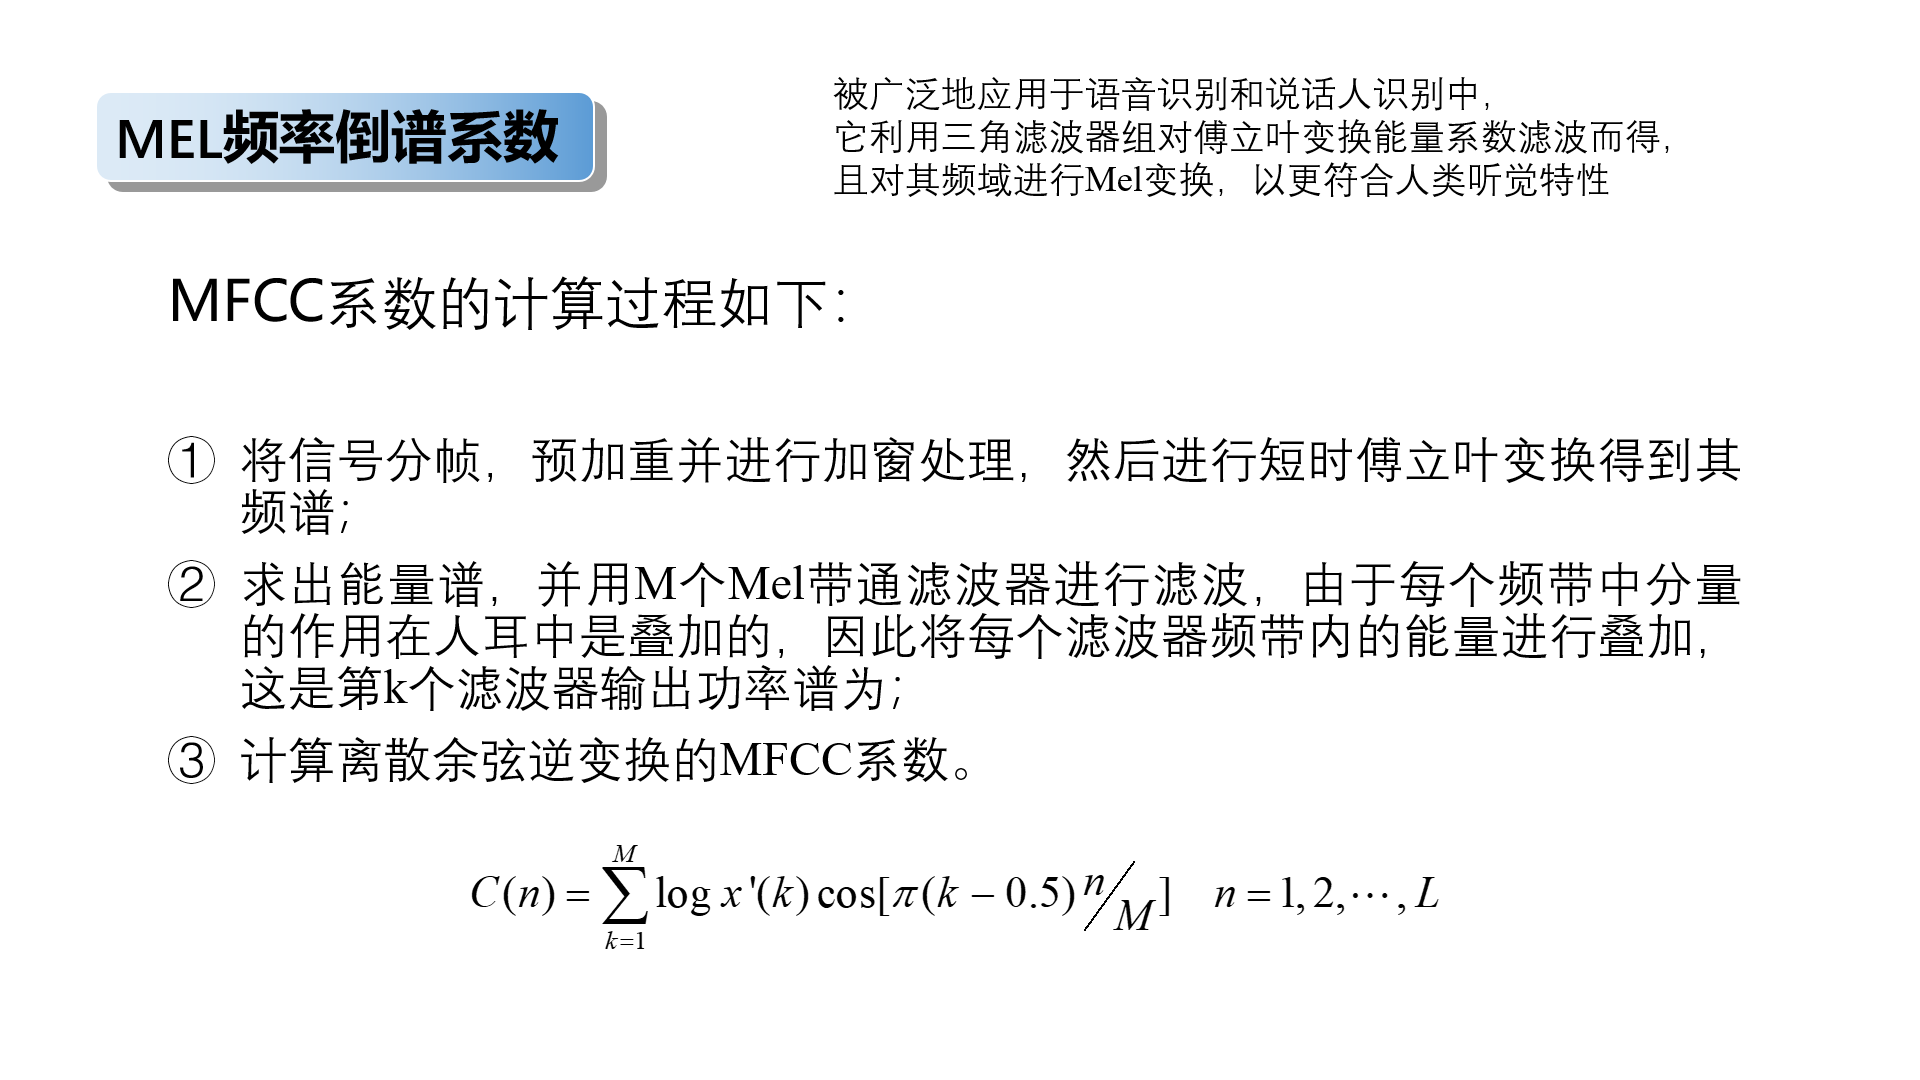 MEL频率倒谱系数
被广泛地应用于语音识别和说话人识别中，
它利用三角滤波器组对傅立叶变换能量系数滤波而得，
且对其频域进行Mel变换，以更符合人类听觉特性
MFCC系数的计算过程如下：
① 将信号分帧，预加重并进行加窗处理，然后进行短时傅立叶变换得到其
频谱；
② 求出能量谱，并用M个Mel带通滤波器进行滤波，由于每个频带中分量
的作用在人耳中是叠加的，因此将每个滤波器频带内的能量进行叠加，
这是第k个滤波器输出功率谱为；
③ 计算离散余弦逆变换的MFCC系数。
C(n) = \sum_{k=1}^{M} log x'(k) cos[π(k − 0.5) n/M]   n = 1, 2, ⋯, L